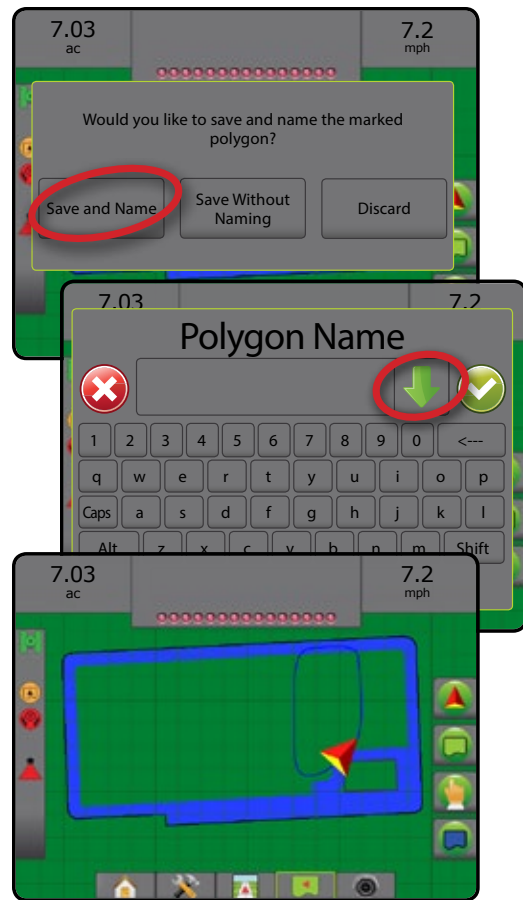 7.03 7.2
ac mph
Would you like to save and name the marked
polygon?
Save and Name Save Without Naming Discard
7.03 7.2
Polygon Name
1 2 3 4 5 6 7 8 9 0 <---
q w e r t y u i o p
Caps a s d f g h j k l
Alt z x c v b n m Shift
7.03 7.2
ac mph